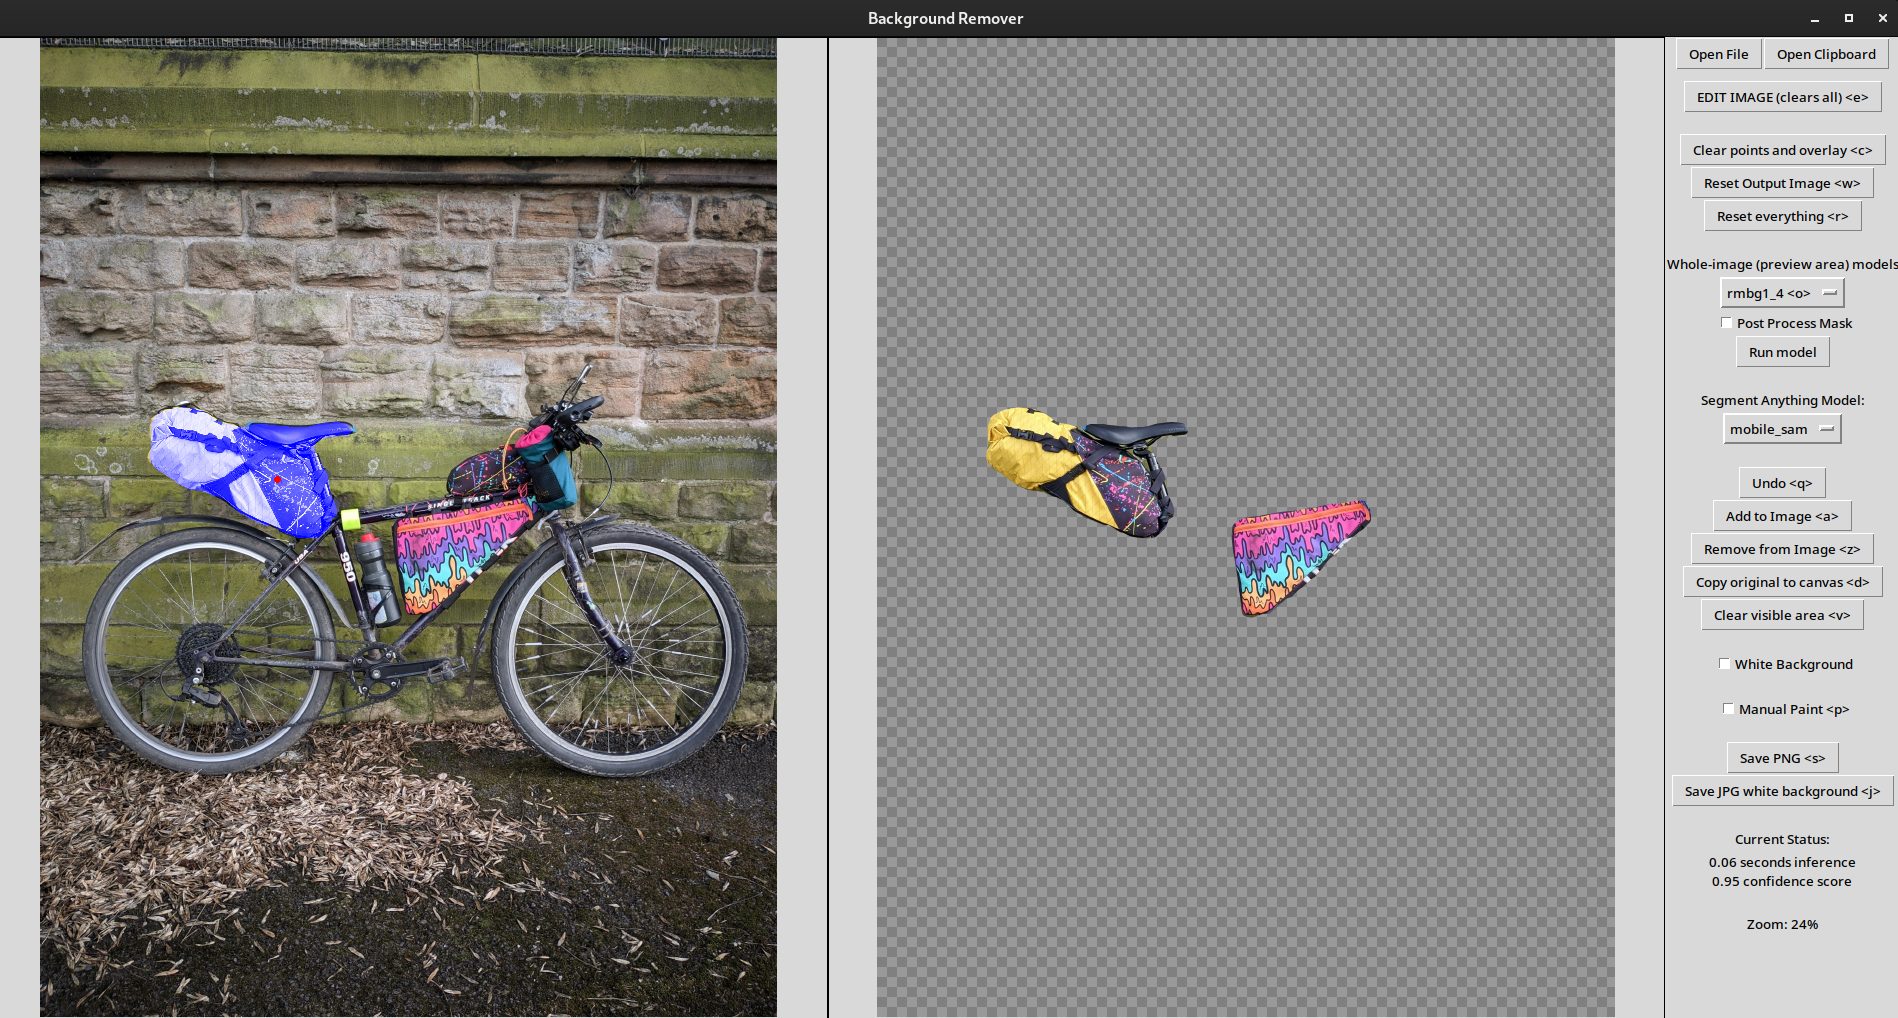 Background Remover
Open File
Open Clipboard
EDIT IMAGE (clears all) <e>
Clear points and overlay <c>
Reset Output Image <w>
Reset everything <r>
Whole-image (preview area) models
rmbg1_4 <o>
Post Process Mask
Run model
Segment Anything Model:
mobile_sam
Undo <q>
Add to Image <a>
Remove from Image <z>
Copy original to canvas <d>
Clear visible area <v>
White Background
Manual Paint <p>
Save PNG <s>
Save JPG white background <j>
Current Status:
0.06 seconds inference
0.95 confidence score
Zoom: 24%
950